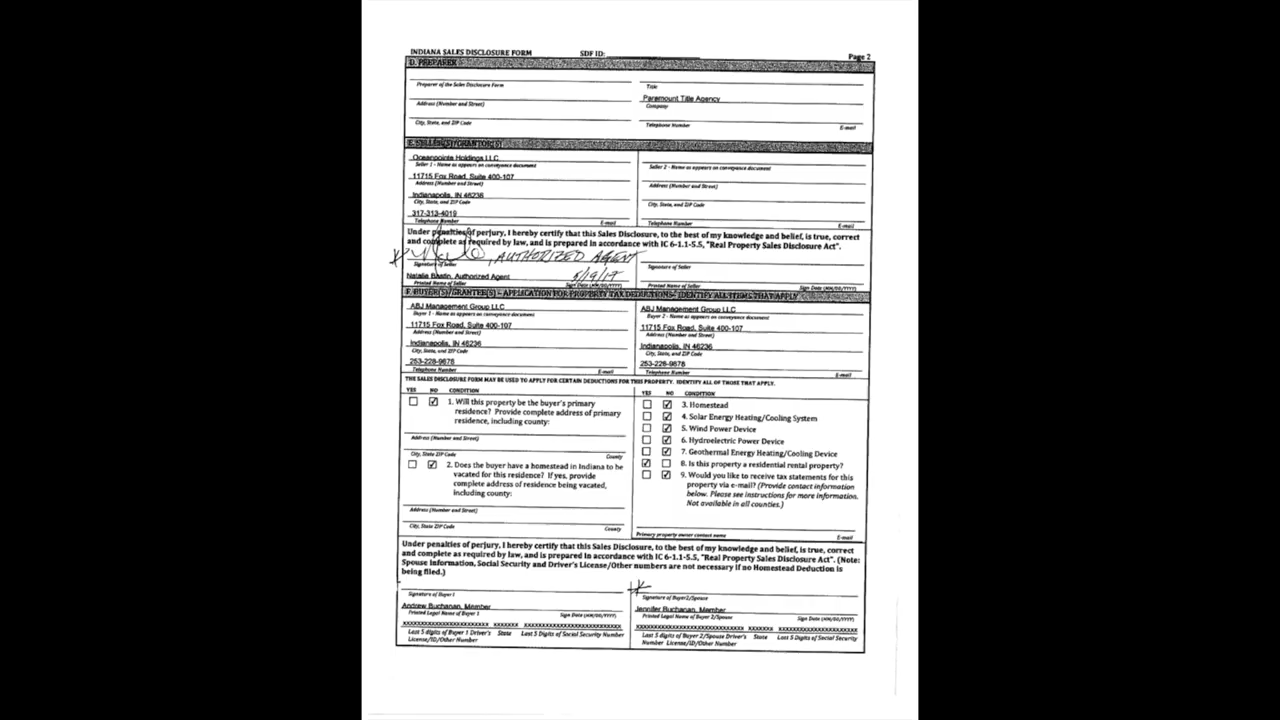 INDIANA SALES DISCLOSURE FORM SDF ID: Page 2
D. PREPARER
Preparer of the Sales Disclosure Form Title
Paramount Title Agency
Address (Number and Street) Company
City, State, and ZIP Code Telephone Number E-mail
E. SELLER(S)/GRANTOR(S)
Oceanpointe Holdings LLC
Seller 1 - Name as appears on conveyance document Seller 2 - Name as appears on conveyance document
11715 Fox Road, Suite 400-107
Address (Number and Street) Address (Number and Street)
Indianapolis, IN 46236
City, State, and ZIP Code City, State, and ZIP Code
317-313-4019
Telephone Number E-mail Telephone Number E-mail
Under penalties of perjury, I hereby certify that this Sales Disclosure, to the best of my knowledge and belief, is true, correct
and complete as required by law, and is prepared in accordance with IC 6-1.1-5.5, "Real Property Sales Disclosure Act".
, AUTHORIZED AGENT
Signature of Seller Signature of Seller
Natalie Bastin, Authorized Agent 5/19/17
Printed Name of Seller Sign Date (MM/DD/YYYY) Printed Name of Seller Sign Date (MM/DD/YYYY)
F. BUYER(S)/GRANTEE(S) - APPLICATION FOR PROPERTY TAX DEDUCTIONS - IDENTIFY ALL ITEMS THAT APPLY
ABJ Management Group LLC ABJ Management Group LLC
Buyer 1 - Name as appears on conveyance document Buyer 2 - Name as appears on conveyance document
11715 Fox Road, Suite 400-107 11715 Fox Road, Suite 400-107
Address (Number and Street) Address (Number and Street)
Indianapolis, IN 46236 Indianapolis, IN 46236
City, State, and ZIP Code City, State, and ZIP Code
253-228-9878 253-228-9878
Telephone Number E-mail Telephone Number E-mail
THE SALES DISCLOSURE FORM MAY BE USED TO APPLY FOR CERTAIN DEDUCTIONS FOR THIS PROPERTY. IDENTIFY ALL OF THOSE THAT APPLY.
YES NO CONDITION
1. Will this property be the buyer's primary
residence? Provide complete address of primary
residence, including county:
Address (Number and Street)
City, State ZIP Code County
2. Does the buyer have a homestead in Indiana to be
vacated for this residence? If yes, provide
complete address of residence being vacated,
including county:
Address (Number and Street)
City, State ZIP Code County
YES NO CONDITION
3. Homestead
4. Solar Energy Heating/Cooling System
5. Wind Power Device
6. Hydroelectric Power Device
7. Geothermal Energy Heating/Cooling Device
8. Is this property a residential rental property?
9. Would you like to receive tax statements for this
property via e-mail? (Provide contact information
below. Please see instructions for more information.
Not available in all counties.)
Primary property owner contact name E-mail
Under penalties of perjury, I hereby certify that this Sales Disclosure, to the best of my knowledge and belief, is true, correct
and complete as required by law, and is prepared in accordance with IC 6-1.1-5.5, "Real Property Sales Disclosure Act". (Note:
Spouse Information, Social Security and Driver's License/Other numbers are not necessary if no Homestead Deduction is
being filed.)
Signature of Buyer1 Signature of Buyer2/Spouse
Andrew Buchanan, Member Jennifer Buchanan, Member
Printed Legal Name of Buyer 1 Sign Date (MM/DD/YYYY) Printed Legal Name of Buyer 2/Spouse Sign Date (MM/DD/YYYY)
Last 5 digits of Buyer 1 Driver's State Last 5 Digits of Social Security Number Last 5 digits of Buyer 2/Spouse Driver's State Last 5 Digits of Social Security
License/ID/Other Number Number License/ID/Other Number